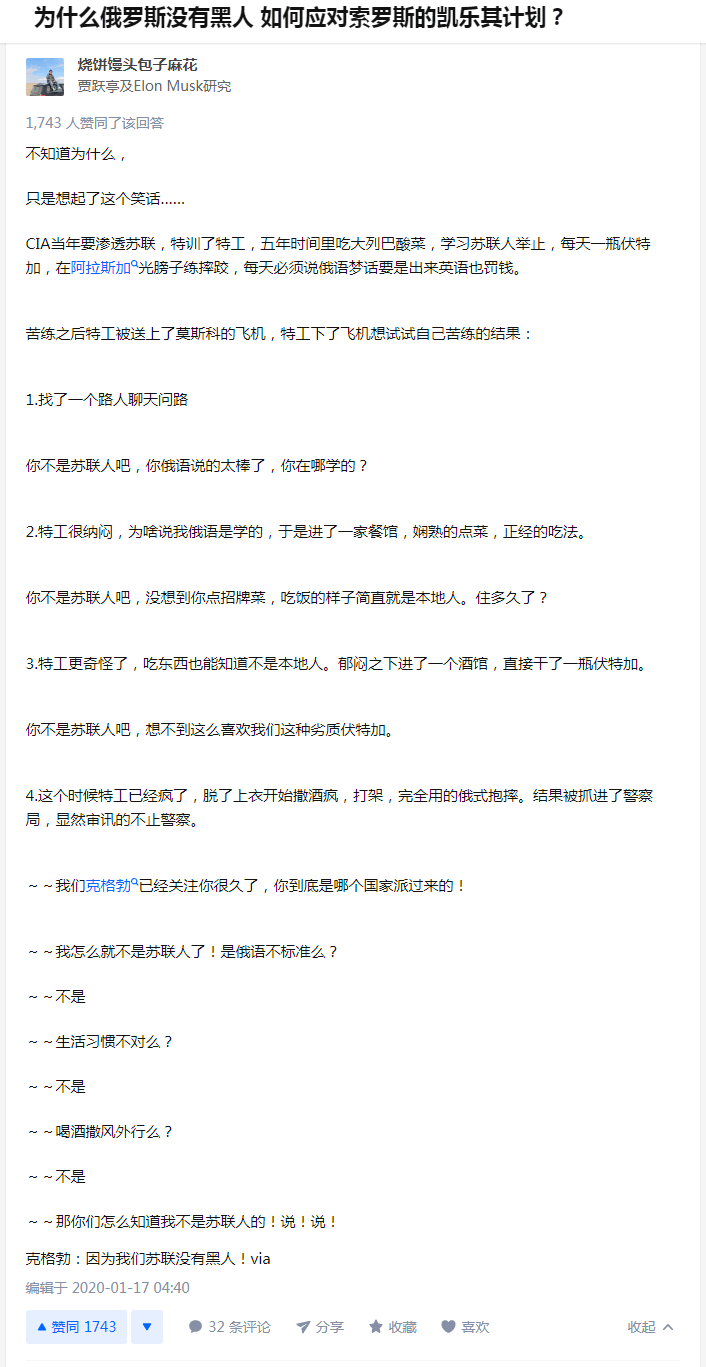 为什么俄罗斯没有黑人 如何应对索罗斯的凯乐其计划？
烧饼馒头包子麻花
贾跃亭及Elon Musk研究
1,743 人赞同了该回答
不知道为什么，
只是想起了这个笑话......
CIA当年要渗透苏联，特训了特工，五年时间里吃大列巴酸菜，学习苏联人举止，每天一瓶伏特
加，在阿拉斯加光膀子练摔跤，每天必须说俄语梦话要是出来英语也罚钱。
苦练之后特工被送上了莫斯科的飞机，特工下了飞机想试试自己苦练的结果：
1.找了一个路人聊天问路
你不是苏联人吧，你俄语说的太棒了，你在哪学的？
2.特工很纳闷，为啥说我俄语是学的，于是进了一家餐馆，娴熟的点菜，正经的吃法。
你不是苏联人吧，没想到你点招牌菜，吃饭的样子简直就是本地人。住多久了？
3.特工更奇怪了，吃东西也能知道不是本地人。郁闷之下进了一个酒馆，直接干了一瓶伏特加。
你不是苏联人吧，想不到这么喜欢我们这种劣质伏特加。
4.这个时候特工已经疯了，脱了上衣开始撒酒疯，打架，完全用的俄式抱摔。结果被抓进了警察
局，显然审讯的不止警察。
～～我们克格勃已经关注你很久了，你到底是哪个国家派过来的！
～～我怎么就不是苏联人了！是俄语不标准么？
～～不是
～～生活习惯不对么？
～～不是
～～喝酒撒风外行么？
～～不是
～～那你们怎么知道我不是苏联人的！说！说！
克格勃：因为我们苏联没有黑人！via
编辑于 2020-01-17 04:40
赞同 1743 32 条评论 分享 收藏 喜欢 收起